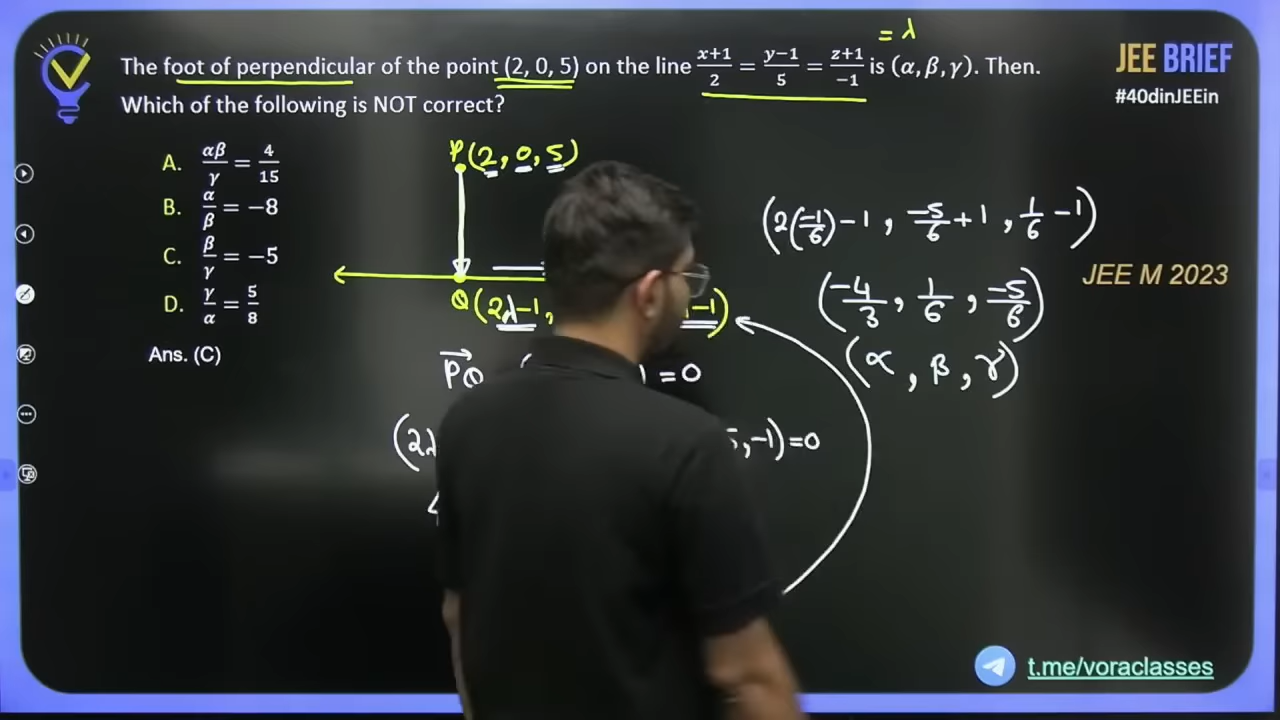 = λ
The foot of perpendicular of the point (2, 0, 5) on the line (x+1)/2 = (y−1)/5 = (z+1)/−1 is (α, β, γ). Then.
Which of the following is NOT correct?
JEE BRIEF
#40dinJEEin
A. αβ/γ = 4/15
B. α/β = −8
C. β/γ = −5
D. γ/α = 5/8
Ans. (C)
P(2, 0, 5)
Q(2λ−1, −1)
PQ = 0
(2λ , −1) = 0
(2(−1/6)−1, −5/6+1, 1/6−1)
(−4/3, 1/6, −5/6)
(α, β, γ)
JEE M 2023
t.me/voraclasses